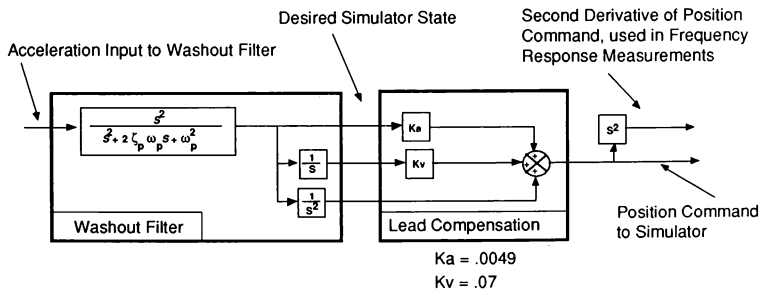 Acceleration Input to Washout Filter
Desired Simulator State
Second Derivative of Position
Command, used in Frequency
Response Measurements
s²
s² + 2 ζp ωp s + ωp²
1
S
1
S²
Washout Filter
Ka
Kv
+
+
+
Lead Compensation
S²
Position Command
to Simulator
Ka = .0049
Kv = .07